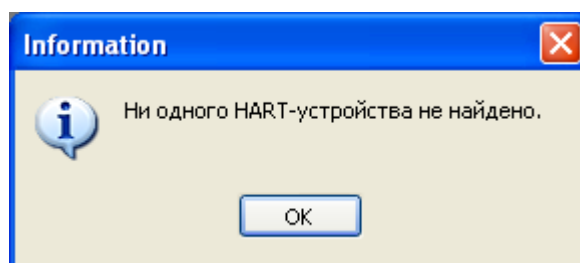 Information
Ни одного HART-устройства не найдено.
OK